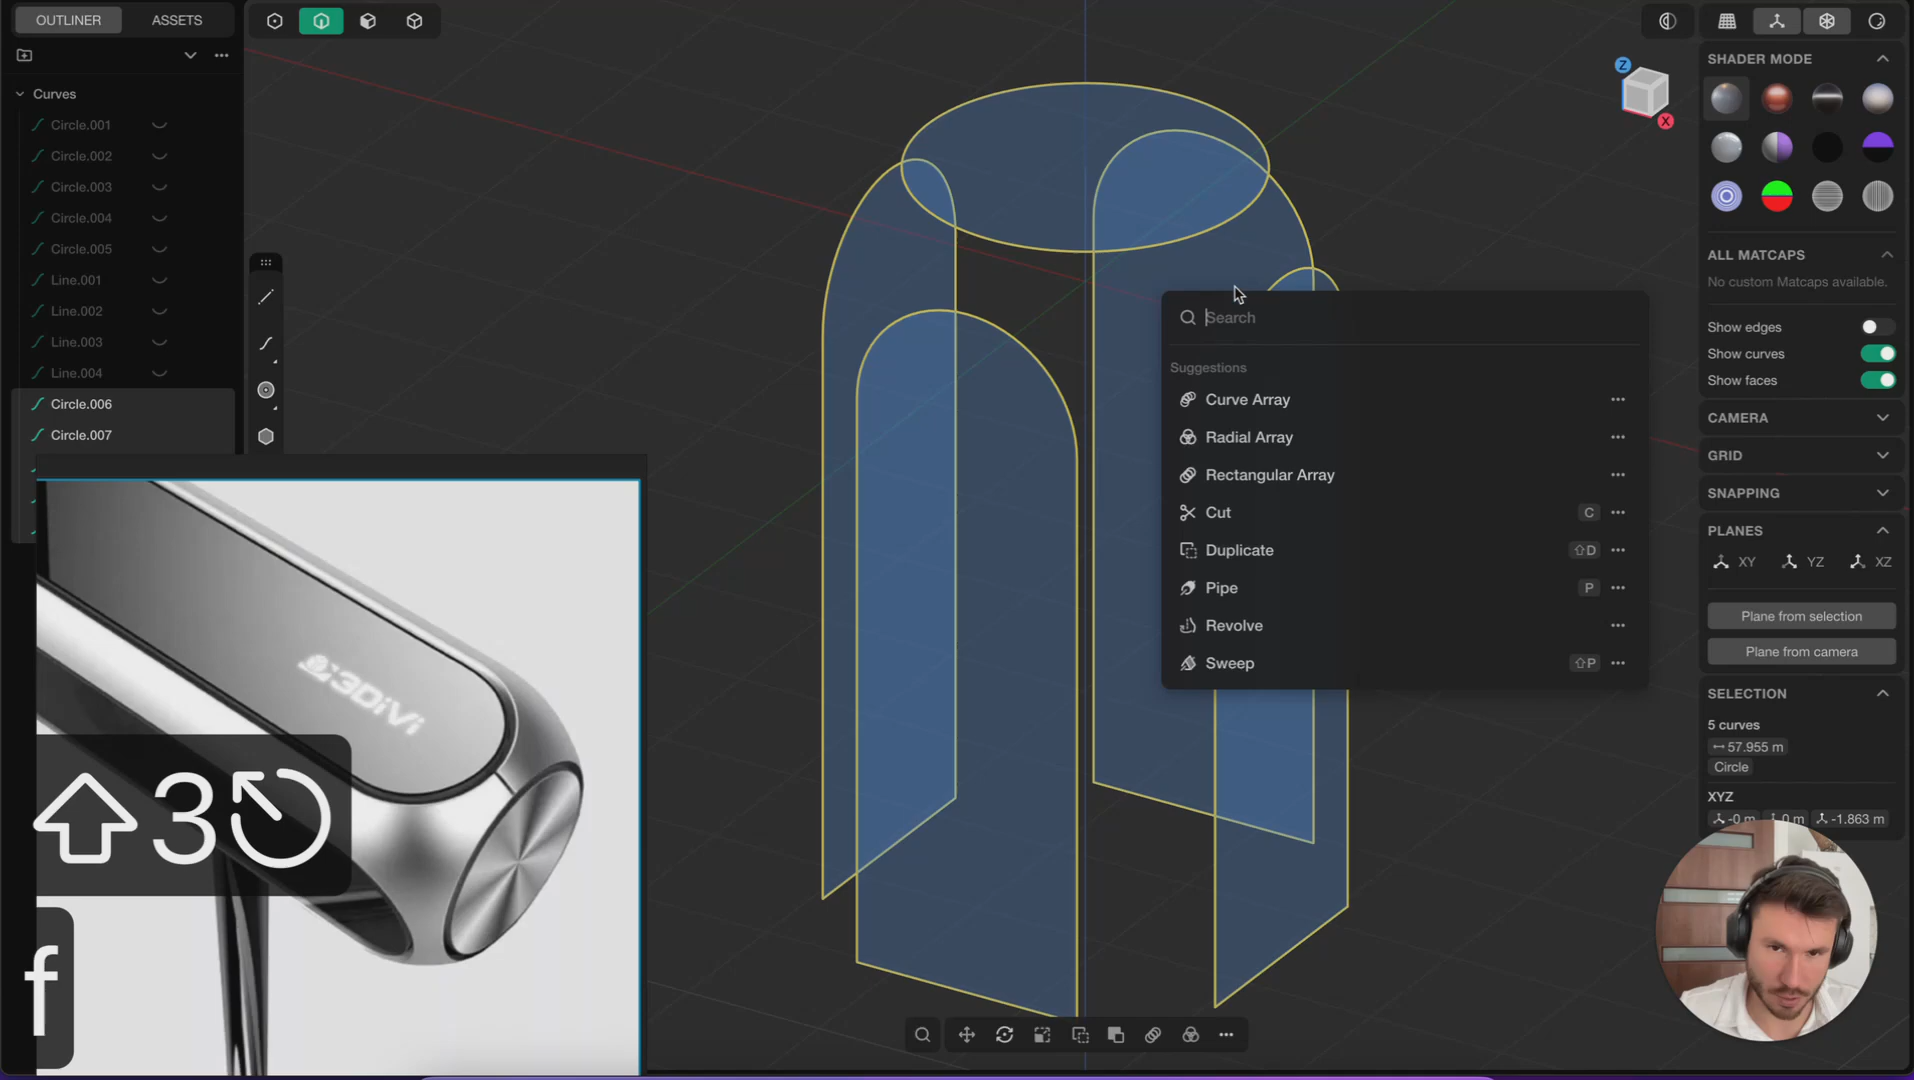 OUTLINER
ASSETS
Curves
Circle.001
Circle.002
Circle.003
Circle.004
Circle.005
Line.001
Line.002
Line.003
Line.004
Circle.006
Circle.007
3DiVi
⇧3
f
Search
Suggestions
Curve Array
Radial Array
Rectangular Array
Cut C
Duplicate ⇧D
Pipe P
Revolve
Sweep ⇧P
Z
X
SHADER MODE
ALL MATCAPS
No custom Matcaps available.
Show edges
Show curves
Show faces
CAMERA
GRID
SNAPPING
PLANES
XY YZ XZ
Plane from selection
Plane from camera
SELECTION
5 curves
57.955 m
Circle
XYZ
-0 m 0 m -1.863 m